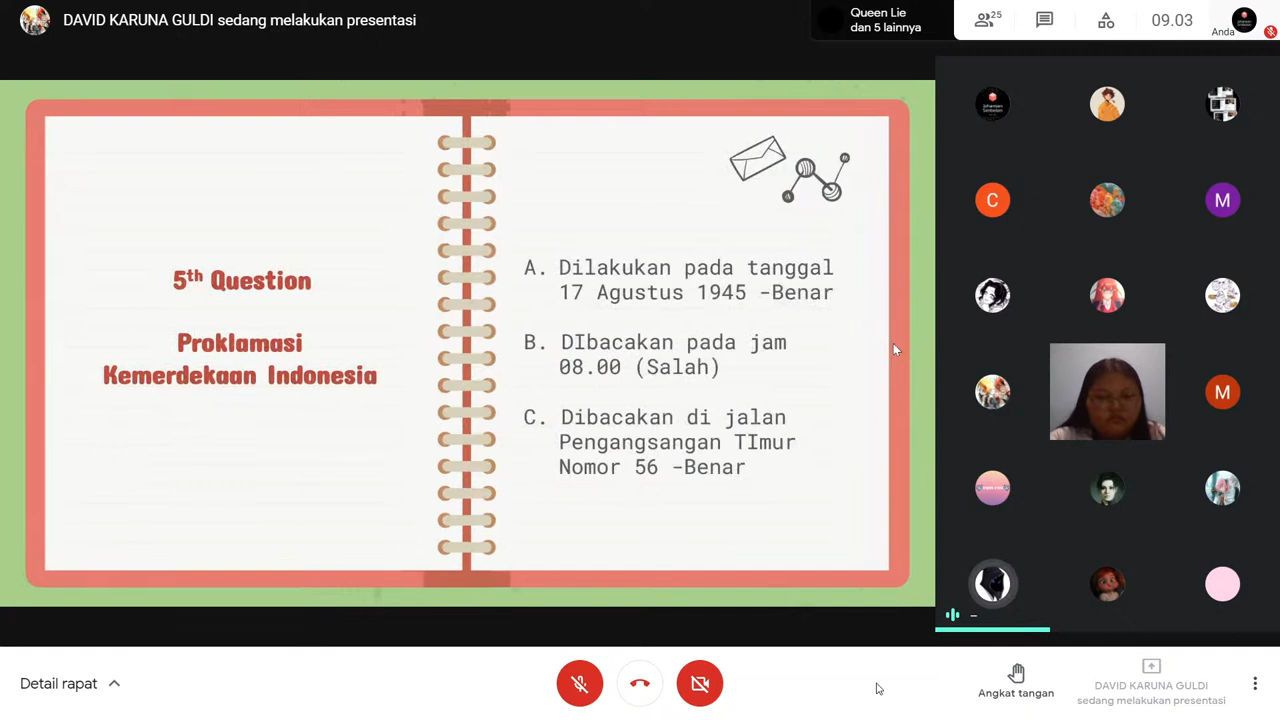 DAVID KARUNA GULDI sedang melakukan presentasi
Queen Lie
dan 5 lainnya
25
09.03
Anda
5th Question
Proklamasi
Kemerdekaan Indonesia
A. Dilakukan pada tanggal
17 Agustus 1945 -Benar
B. DIbacakan pada jam
08.00 (Salah)
C. Dibacakan di jalan
Pengangsangan TImur
Nomor 56 -Benar
C
M
M
–
Detail rapat
Angkat tangan
DAVID KARUNA GULDI
sedang melakukan presentasi